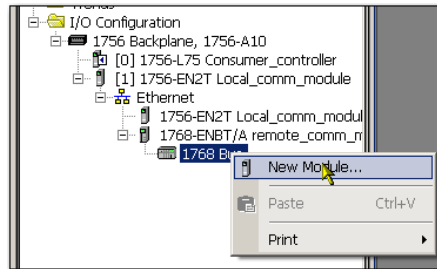 I/O Configuration
1756 Backplane, 1756-A10
[0] 1756-L75 Consumer_controller
[1] 1756-EN2T Local_comm_module
Ethernet
1756-EN2T Local_comm_modul
1768-ENBT/A remote_comm_m
1768 Bus
New Module...
Paste Ctrl+V
Print